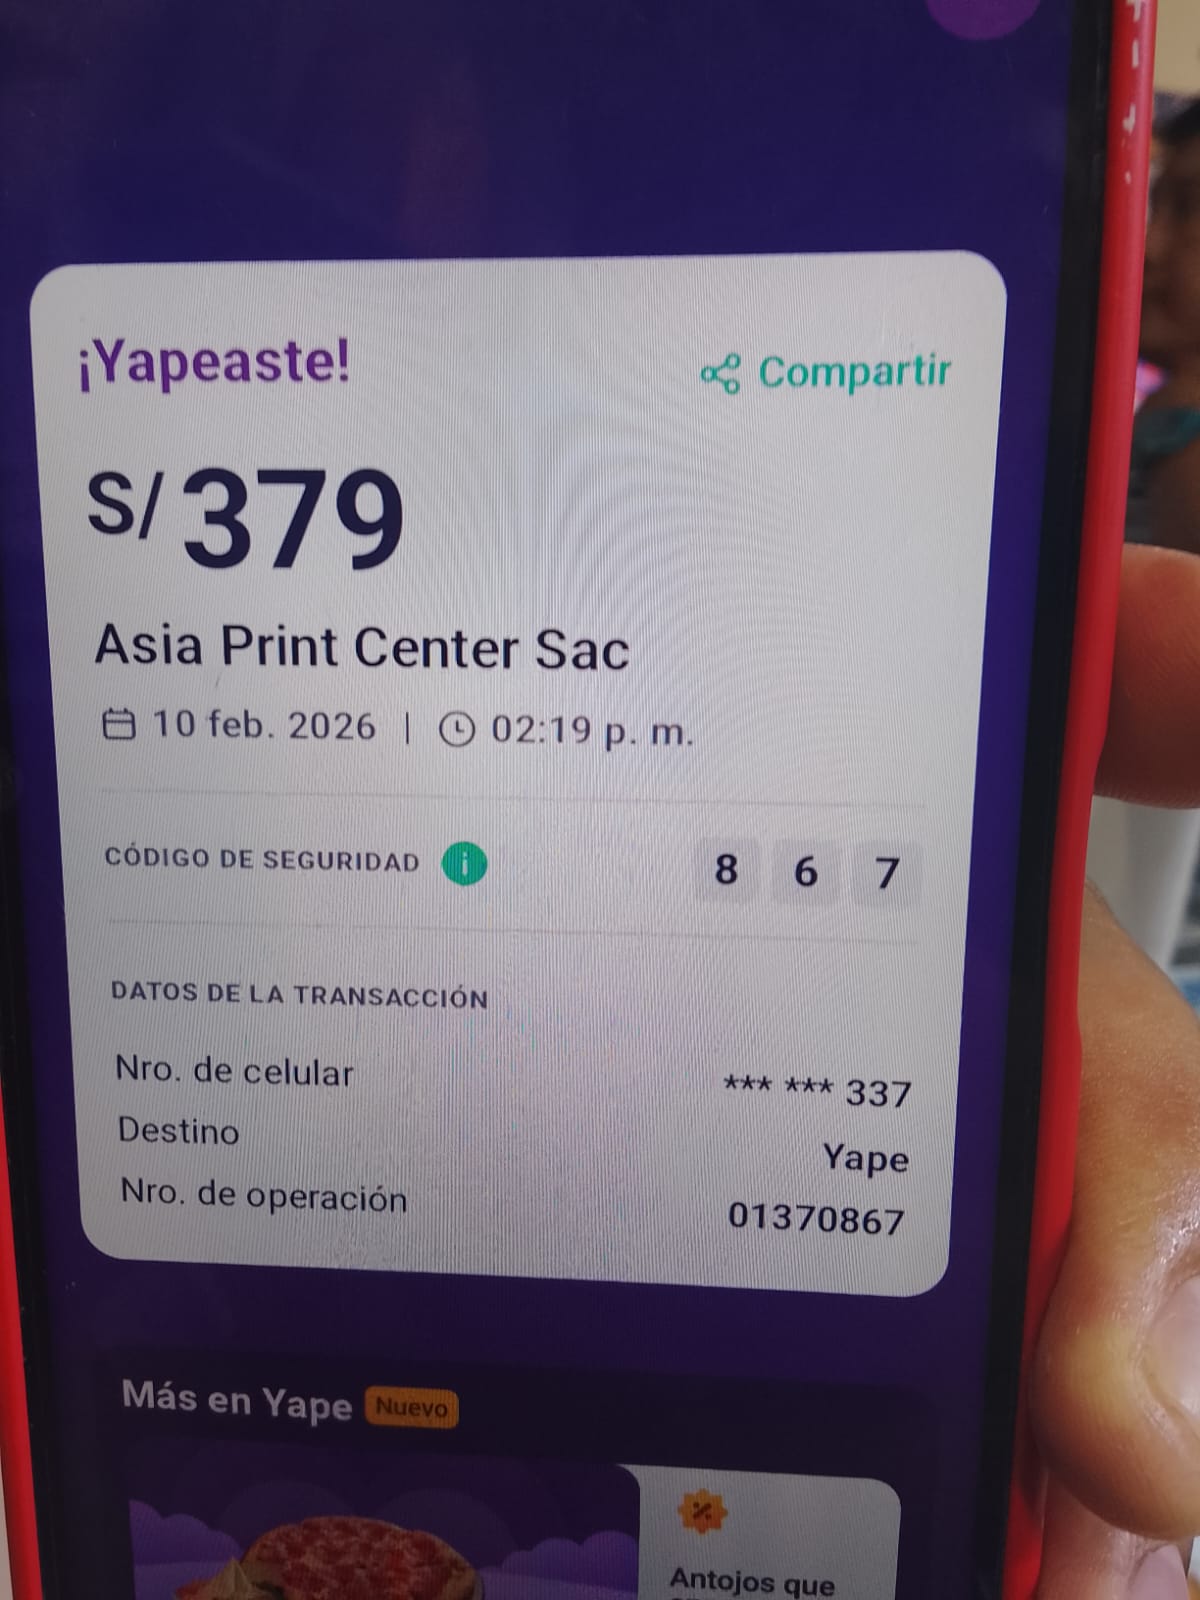 ¡Yapeaste!
Compartir
S/ 379
Asia Print Center Sac
10 feb. 2026 | 02:19 p. m.
CÓDIGO DE SEGURIDAD i 8 6 7
DATOS DE LA TRANSACCIÓN
Nro. de celular *** *** 337
Destino Yape
Nro. de operación 01370867
Más en Yape Nuevo
%
Antojos que